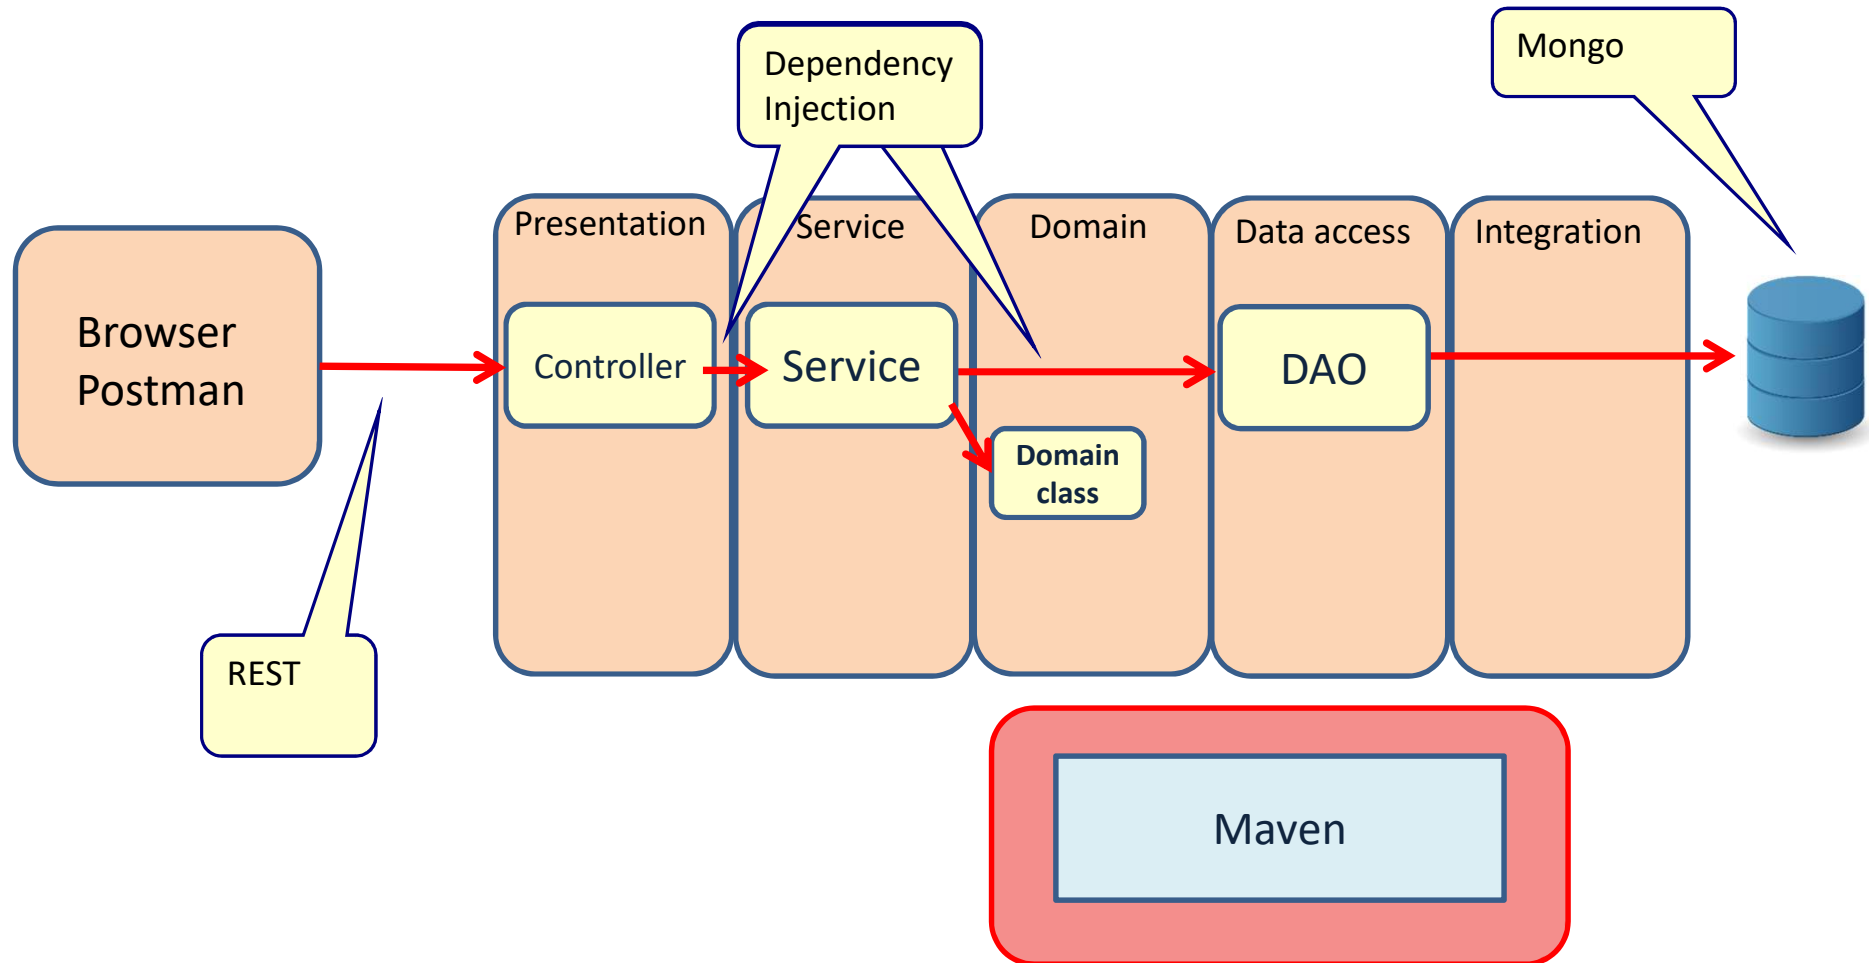 Dependency
Injection
Mongo
Presentation
Service
Domain
Data access
Integration
Browser
Postman
Controller
Service
DAO
Domain
class
REST
Maven